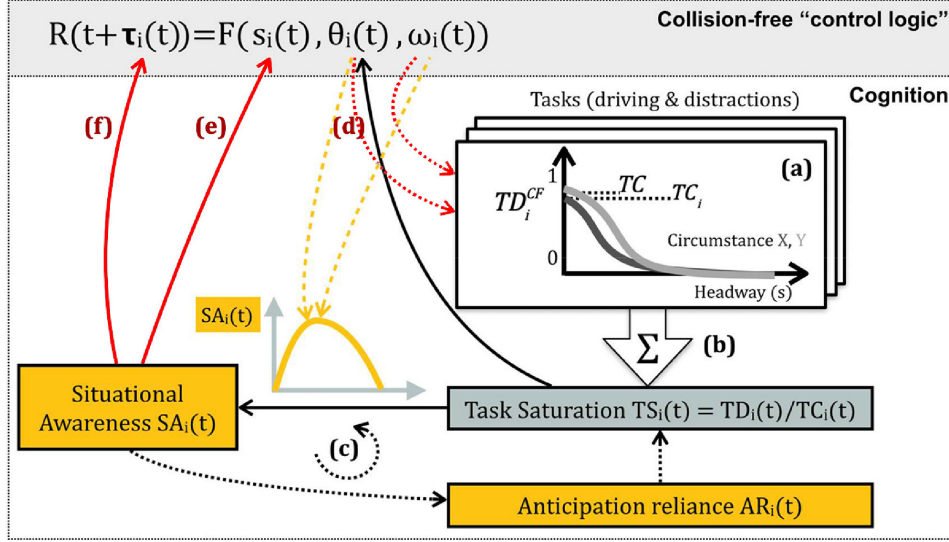 Collision-free “control logic”
R(t+τᵢ(t))=F(sᵢ(t),θᵢ(t),ωᵢ(t))
Cognition
Tasks (driving & distractions)
(f)
(e)
(d)
(a)
1
TC
TCᵢ
TDᵢᶜᶠ
Circumstance X, Y
0
Headway (s)
SAᵢ(t)
Σ
(b)
Situational
Awareness SAᵢ(t)
Task Saturation TSᵢ(t) = TDᵢ(t)/TCᵢ(t)
(c)
Anticipation reliance ARᵢ(t)